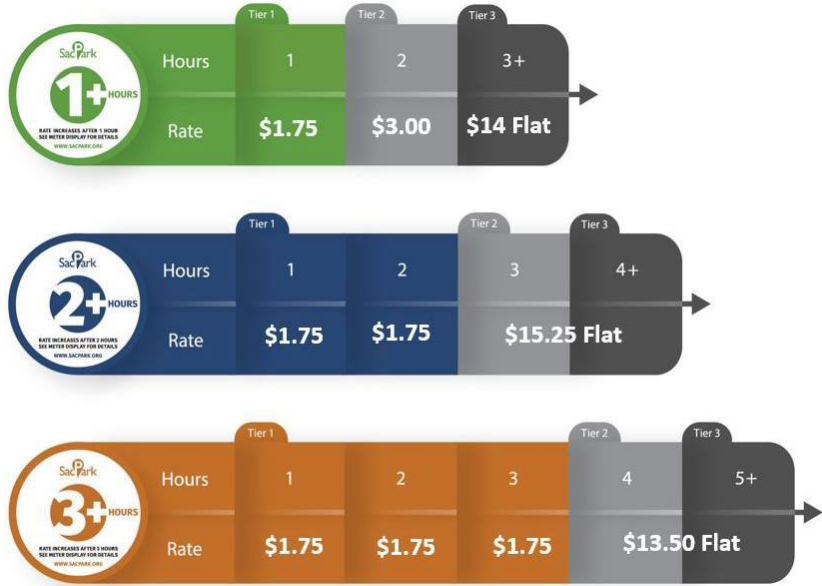 Tier 1 Tier 2 Tier 3
SacPark
1+ HOURS
RATE INCREASES AFTER 1 HOUR
SEE METER DISPLAY FOR DETAILS
WWW.SACPARK.ORG
Hours 1 2 3+
Rate $1.75 $3.00 $14 Flat
Tier 1 Tier 2 Tier 3
SacPark
2+ HOURS
RATE INCREASES AFTER 2 HOURS
SEE METER DISPLAY FOR DETAILS
WWW.SACPARK.ORG
Hours 1 2 3 4+
Rate $1.75 $1.75 $15.25 Flat
Tier 1 Tier 2 Tier 3
SacPark
3+ HOURS
RATE INCREASES AFTER 3 HOURS
SEE METER DISPLAY FOR DETAILS
WWW.SACPARK.ORG
Hours 1 2 3 4 5+
Rate $1.75 $1.75 $1.75 $13.50 Flat